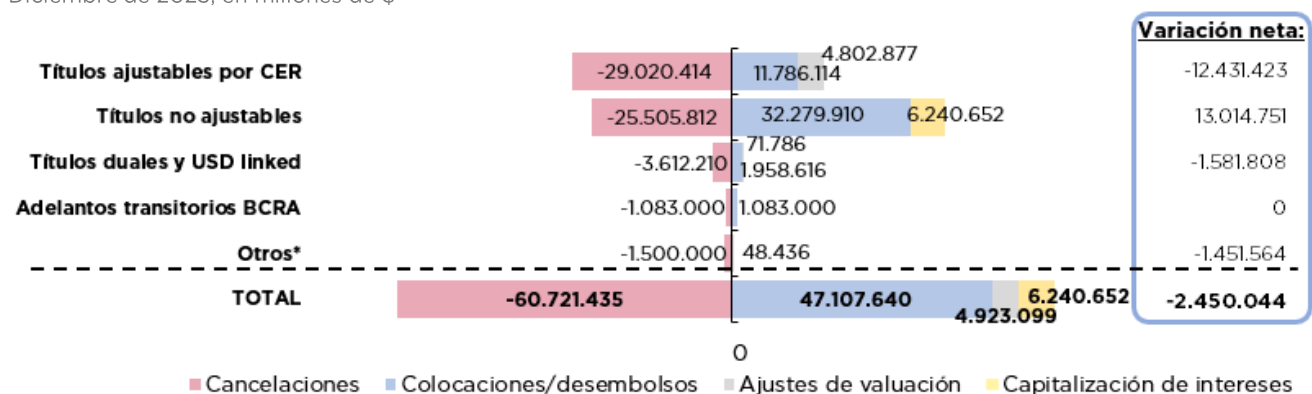 Variación neta:
Títulos ajustables por CER -29.020.414 11.786.114 4.802.877 -12.431.423
Títulos no ajustables -25.505.812 32.279.910 6.240.652 13.014.751
Títulos duales y USD linked -3.612.210 71.786 1.958.616 -1.581.808
Adelantos transitorios BCRA -1.083.000 1.083.000 0
Otros* -1.500.000 48.436 -1.451.564
TOTAL -60.721.435 47.107.640 4.923.099 6.240.652 -2.450.044
0
Cancelaciones Colocaciones/desembolsos Ajustes de valuación Capitalización de intereses